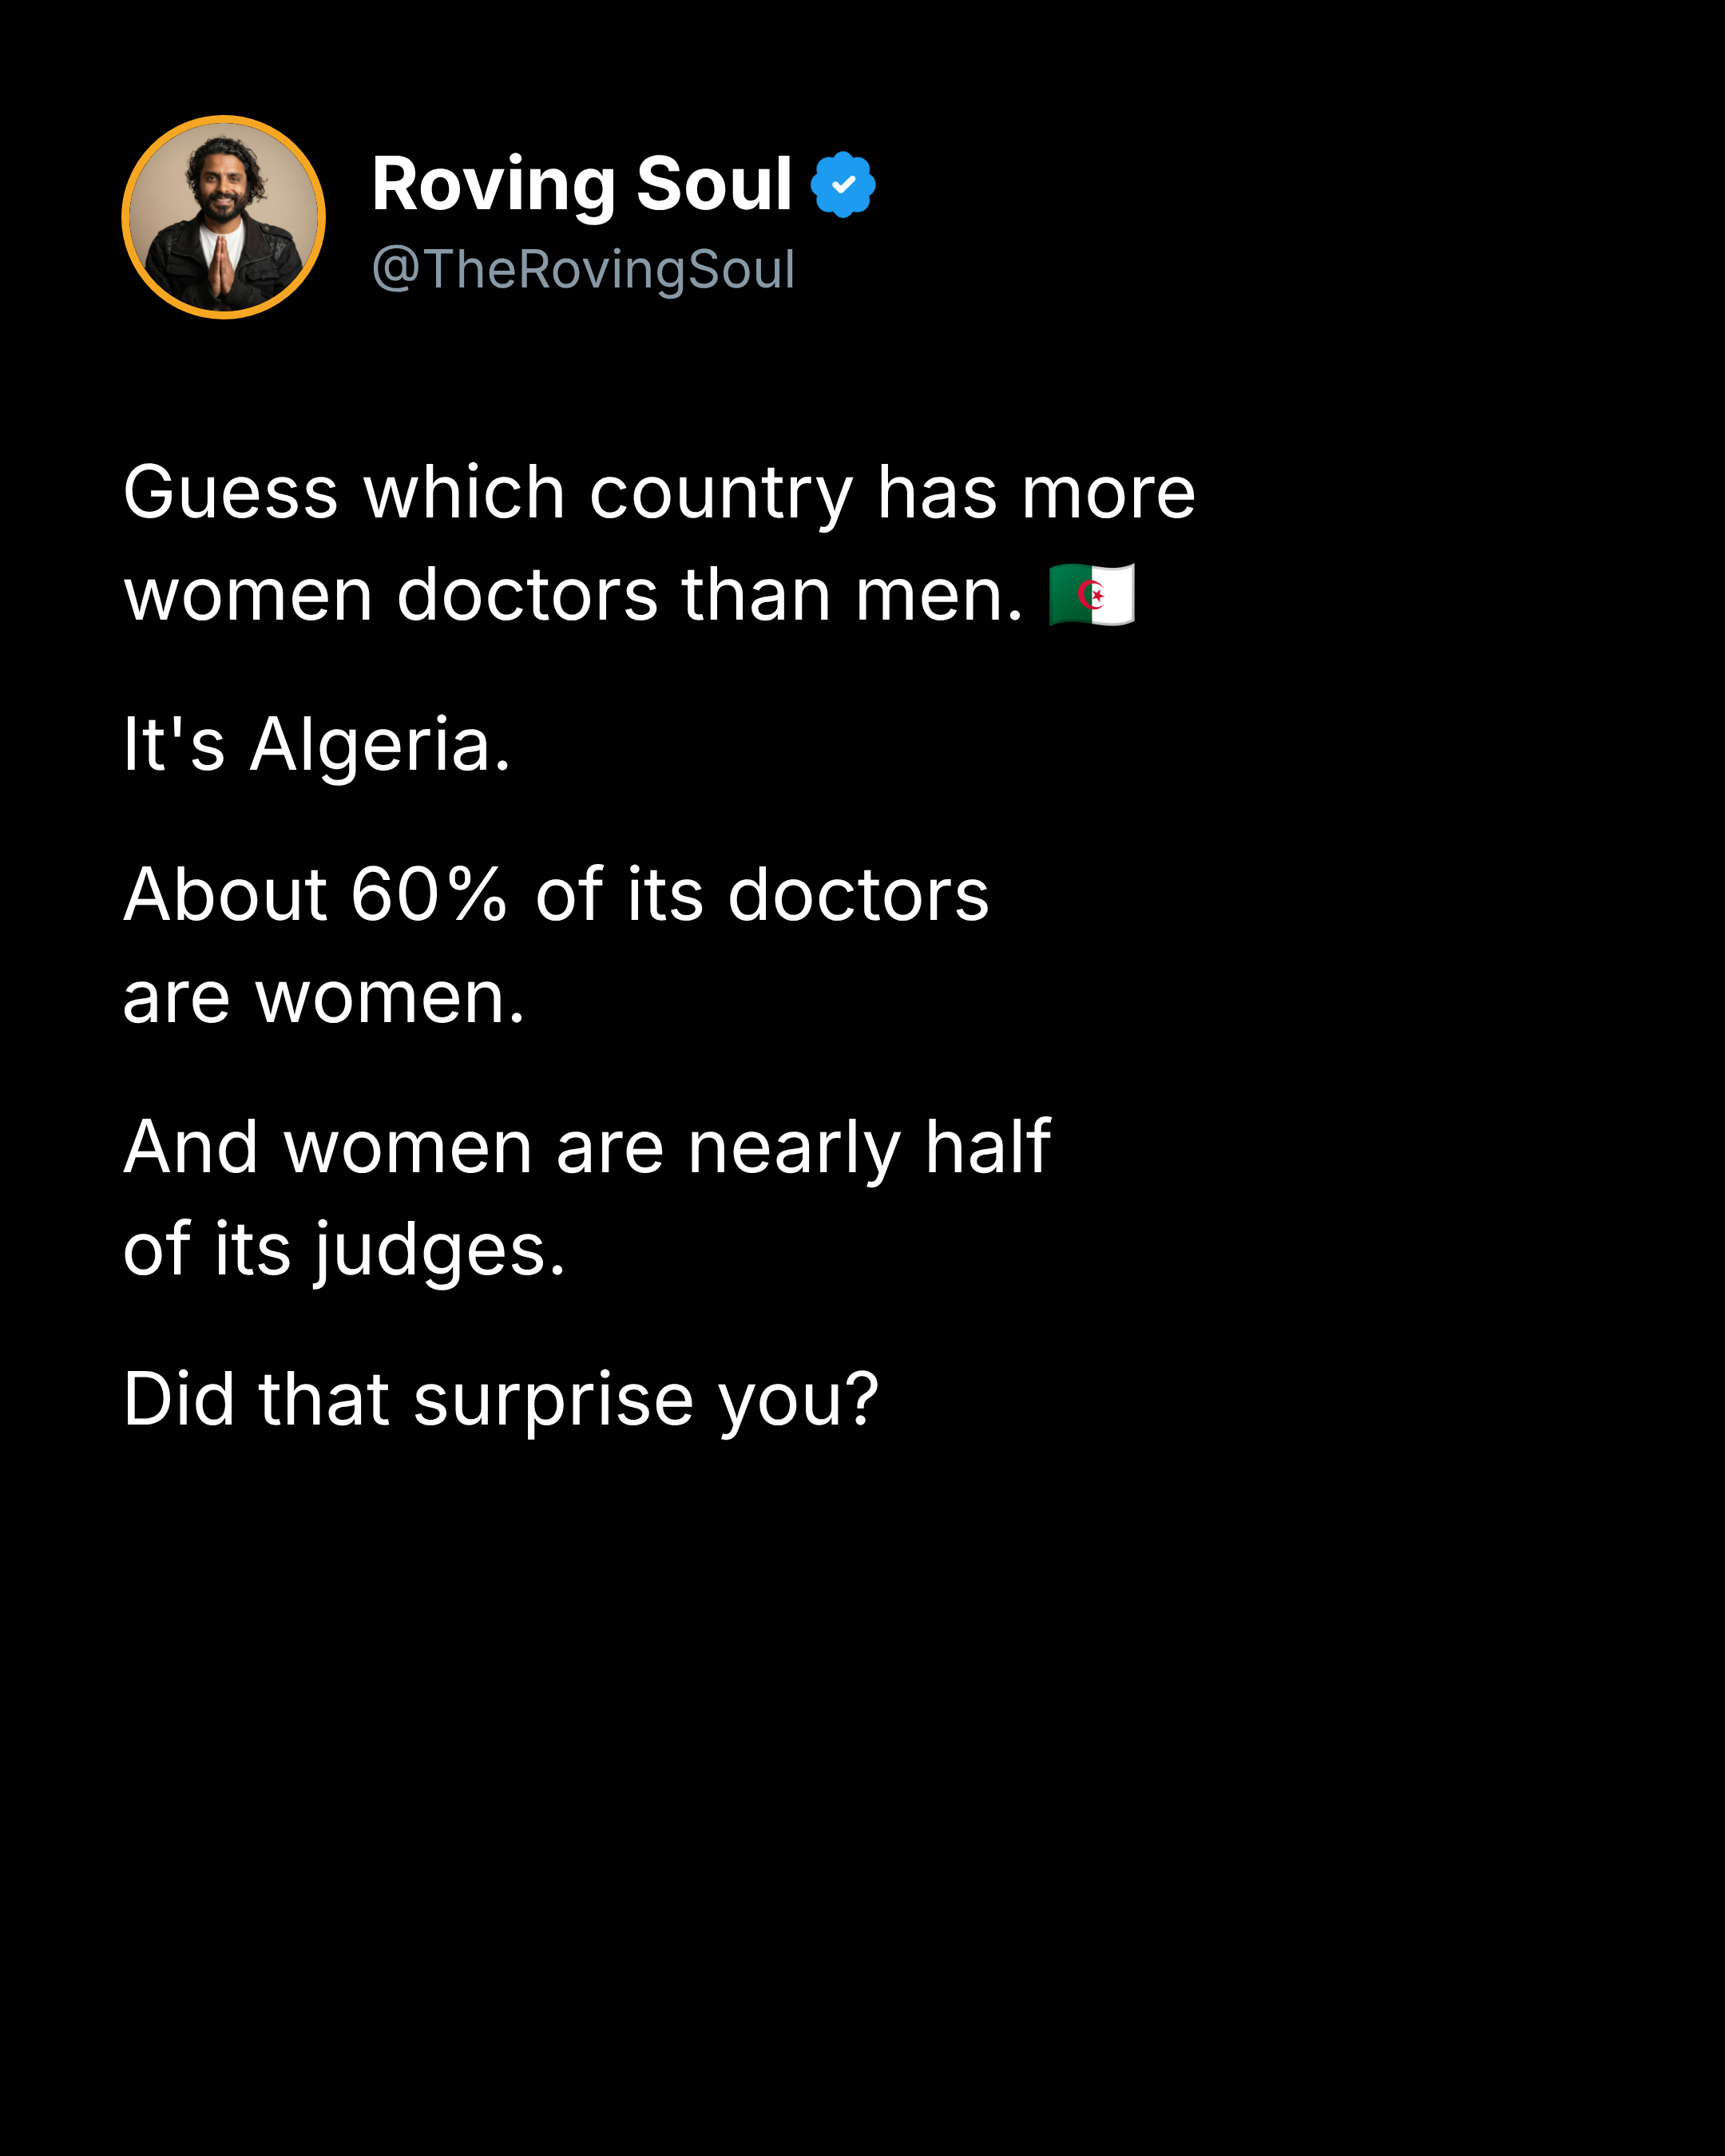 Roving Soul
@TheRovingSoul
Guess which country has more
women doctors than men. 🇩🇿
It's Algeria.
About 60% of its doctors
are women.
And women are nearly half
of its judges.
Did that surprise you?